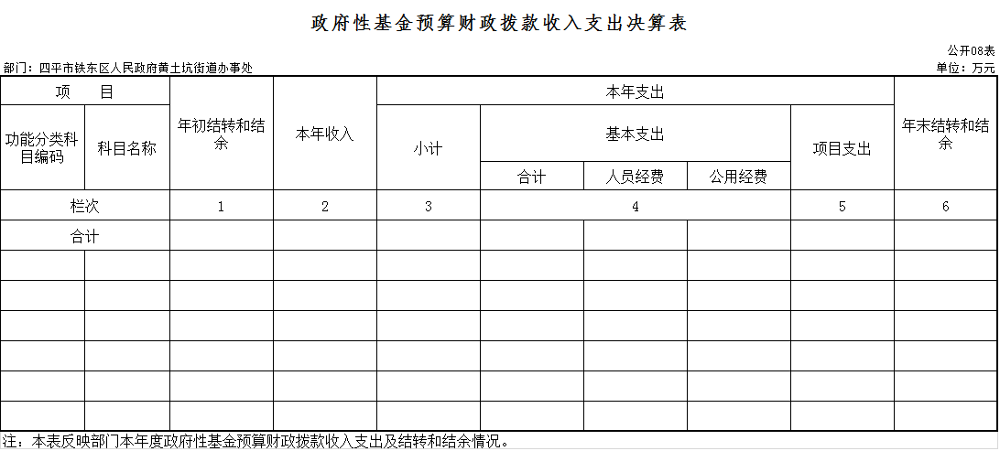 政府性基金预算财政拨款收入支出决算表
公开08表
部门：四平市铁东区人民政府黄土坑街道办事处
单位：万元
项 目
年初结转和结
余
本年收入
本年支出
年末结转和结
余
功能分类科
目编码
科目名称
小计
基本支出
项目支出
合计
人员经费
公用经费
栏次
1
2
3
4
5
6
合计
注：本表反映部门本年度政府性基金预算财政拨款收入支出及结转和结余情况。